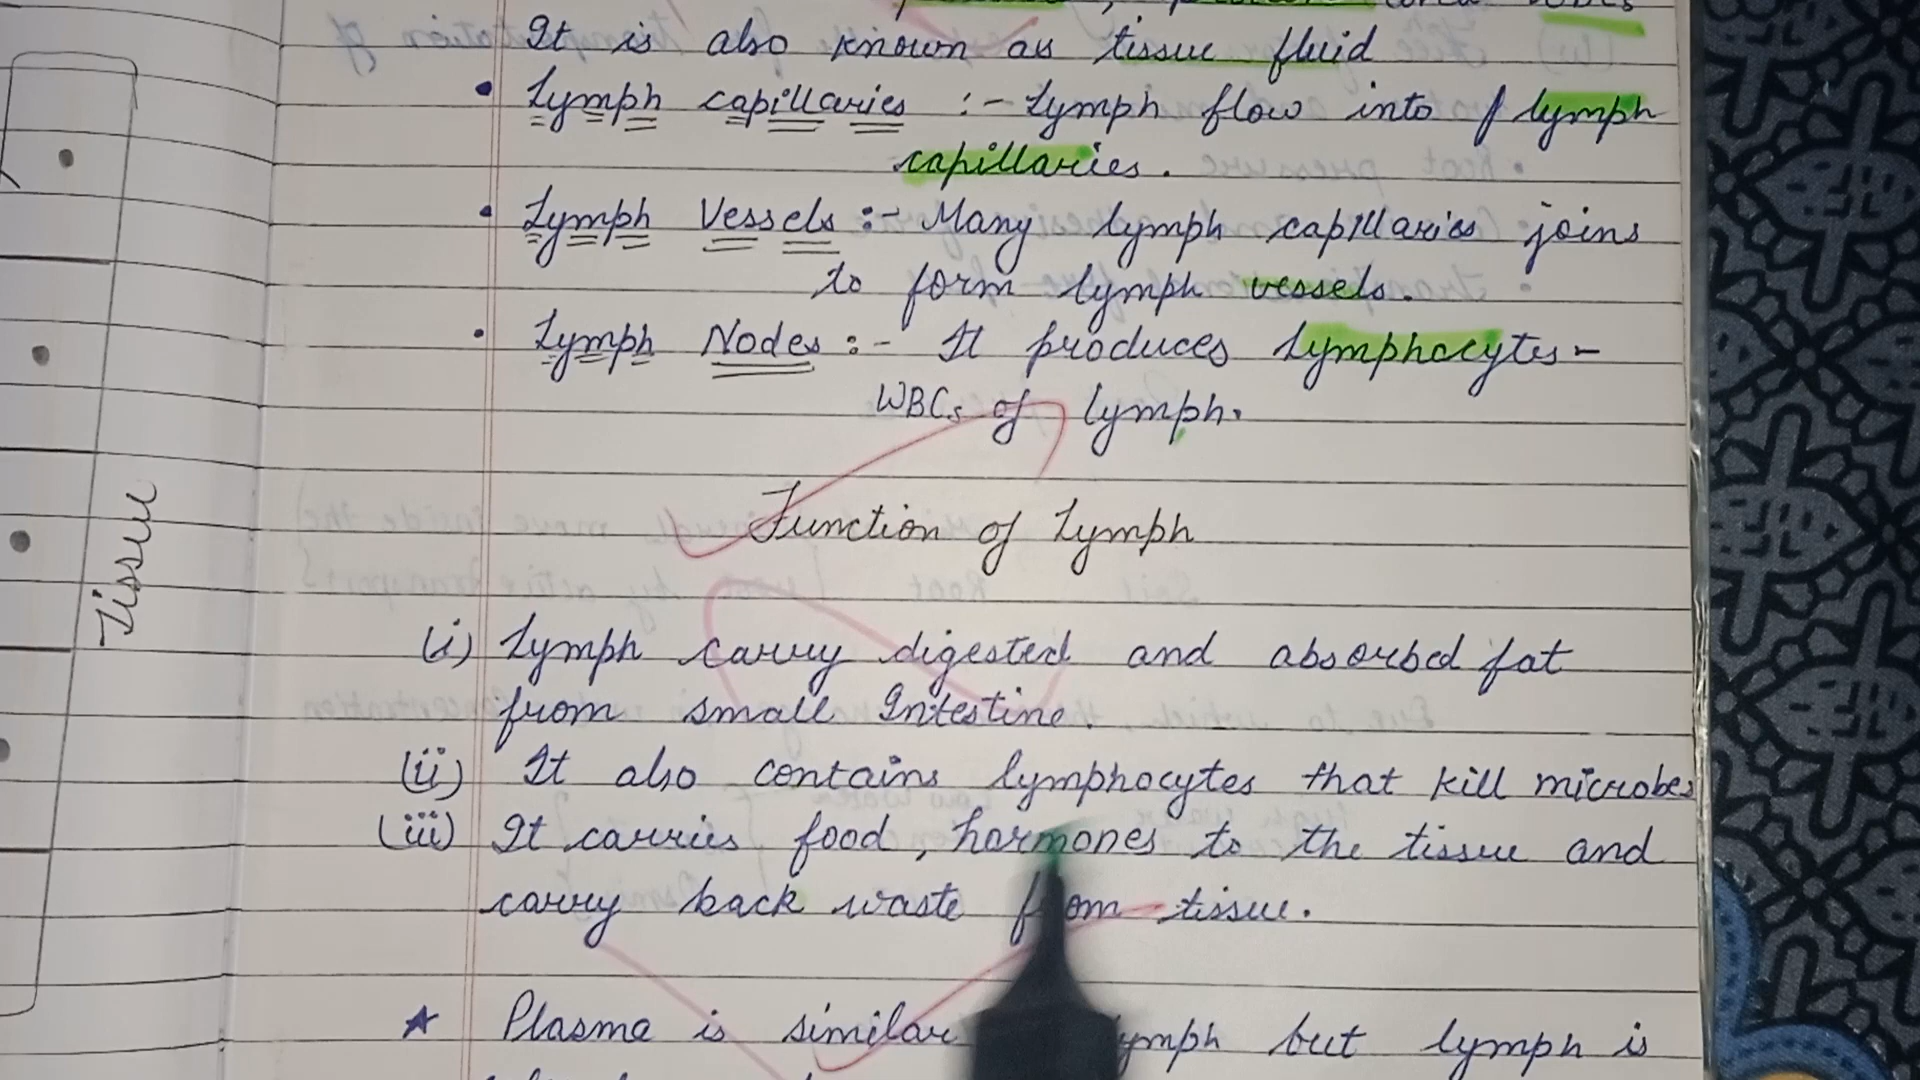 It is also known as tissue fluid
• Lymph capillaries :- Lymph flow into lymph
capillaries.
• Lymph Vessels :- Many lymph capillaries joins
to form lymph vessels.
• Lymph Nodes :- It produces lymphocytes -
WBCs of lymph.
Function of Lymph
(i) Lymph carry digested and absorbed fat
from small Intestine.
(ii) It also contains lymphocytes that kill microbes
(iii) It carries food, hormones to the tissue and
carry back waste from tissue.
★ Plasma is similar lymph but lymph is
Tissue